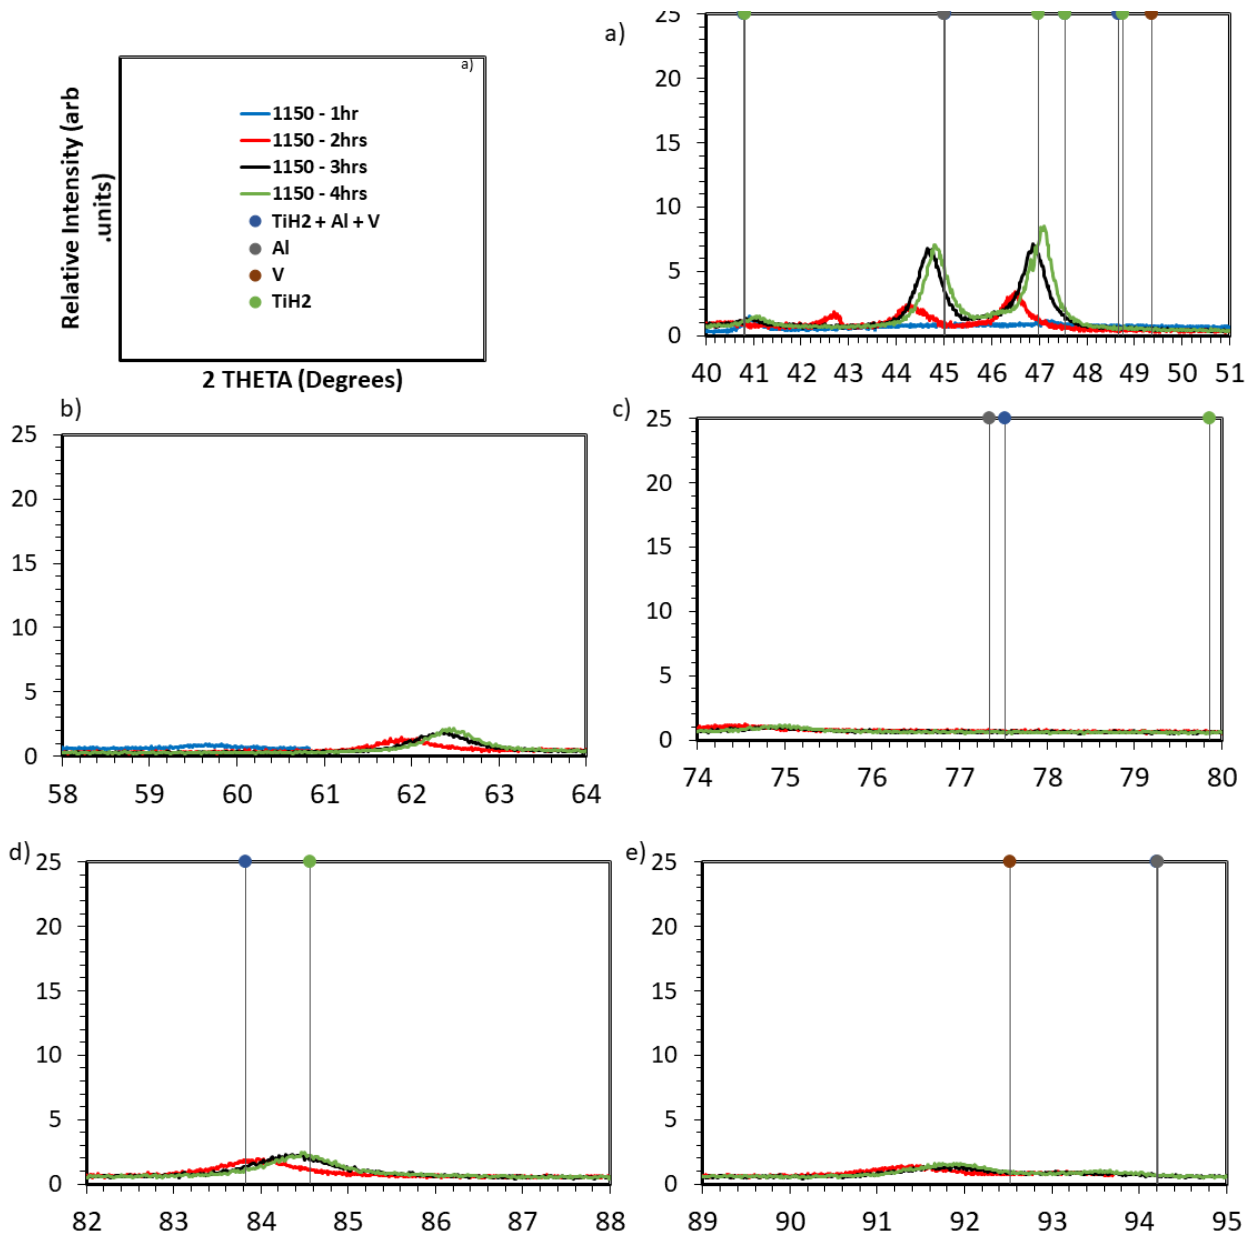 a)
a)
1150 - 1hr
1150 - 2hrs
1150 - 3hrs
1150 - 4hrs
TiH2 + Al + V
Al
V
TiH2
Relative Intensity (arb
.units)
2 THETA (Degrees)
25
20
15
10
5
0
40 41 42 43 44 45 46 47 48 49 50 51
b)
25
20
15
10
5
0
58 59 60 61 62 63 64
c)
25
20
15
10
5
0
74 75 76 77 78 79 80
d)
25
20
15
10
5
0
82 83 84 85 86 87 88
e)
25
20
15
10
5
0
89 90 91 92 93 94 95